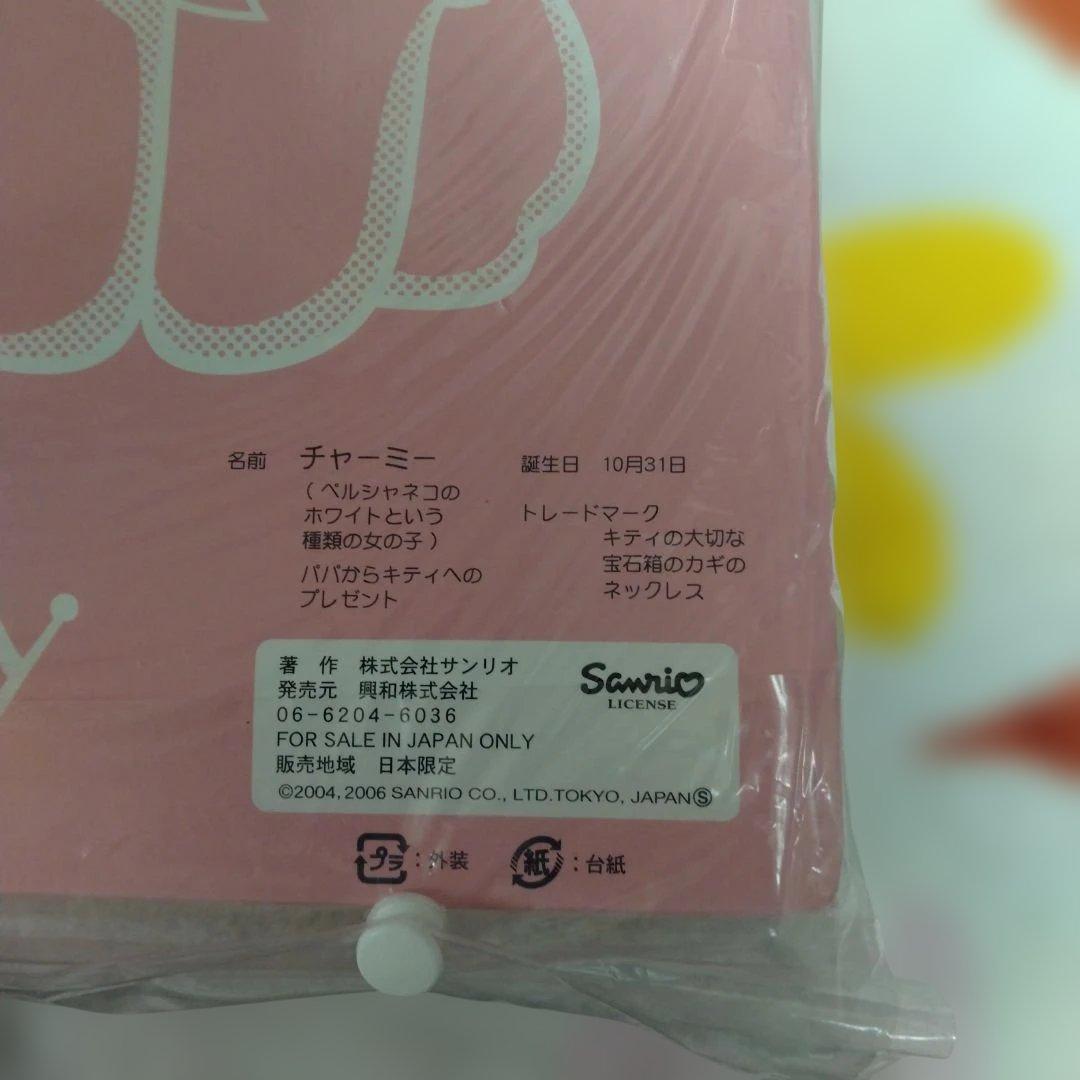 名前 チャーミー
（ペルシャネコの
ホワイトという
種類の女の子）
パパからキティへの
プレゼント
誕生日 10月31日
トレードマーク
キティの大切な
宝石箱のカギの
ネックレス
y
著 作 株式会社サンリオ
発売元 興和株式会社
06-6204-6036
FOR SALE IN JAPAN ONLY
販売地域 日本限定
©2004, 2006 SANRIO CO., LTD.TOKYO, JAPANⓈ
Sanrio
LICENSE
プラ：外装 紙：台紙